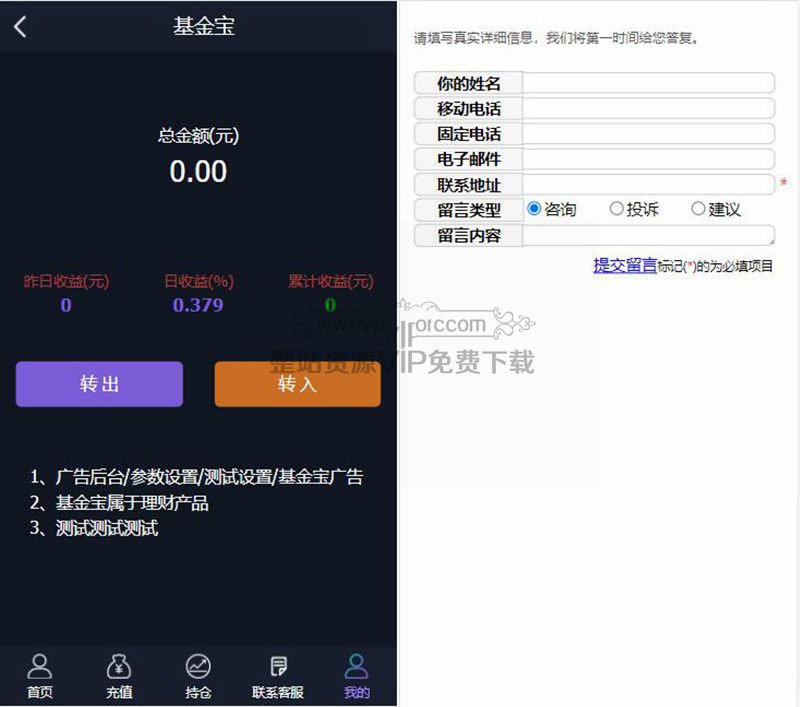 基金宝
总金额(元)
0.00
昨日收益(元) 日收益(%) 累计收益(元)
0 0.379 0
转出 转入
1、广告后台/参数设置/测试设置/基金宝广告
2、基金宝属于理财产品
3、测试测试测试
首页 充值 持仓 联系客服 我的
请填写真实详细信息，我们将第一时间给您答复。
你的姓名
移动电话
固定电话
电子邮件
联系地址 *
留言类型 咨询 投诉 建议
留言内容
提交留言标记(*)的为必填项目
整站资源VIP免费下载